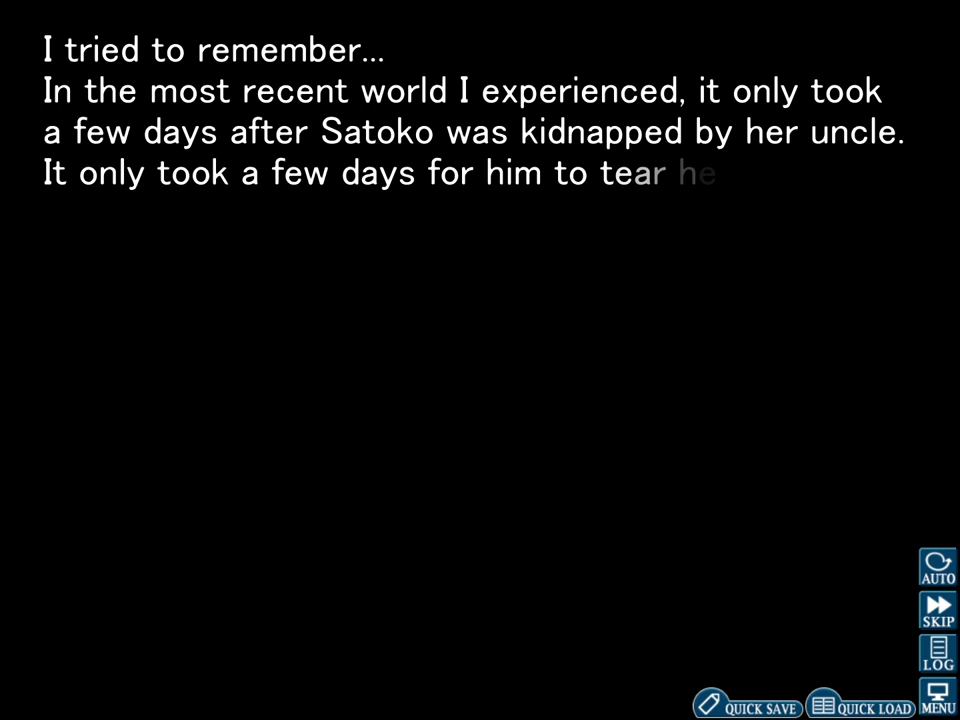 I tried to remember...
In the most recent world I experienced, it only took
a few days after Satoko was kidnapped by her uncle.
It only took a few days for him to tear he
AUTO
SKIP
LOG
QUICK SAVE
QUICK LOAD
MENU